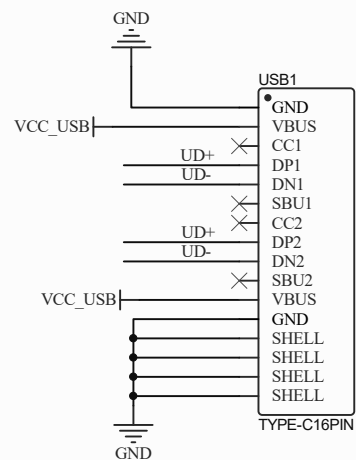 GND
USB1
GND
VCC_USB VBUS
CC1
UD+ DP1
UD- DN1
SBU1
CC2
UD+ DP2
UD- DN2
SBU2
VCC_USB VBUS
GND
SHELL
SHELL
SHELL
SHELL
TYPE-C16PIN
GND